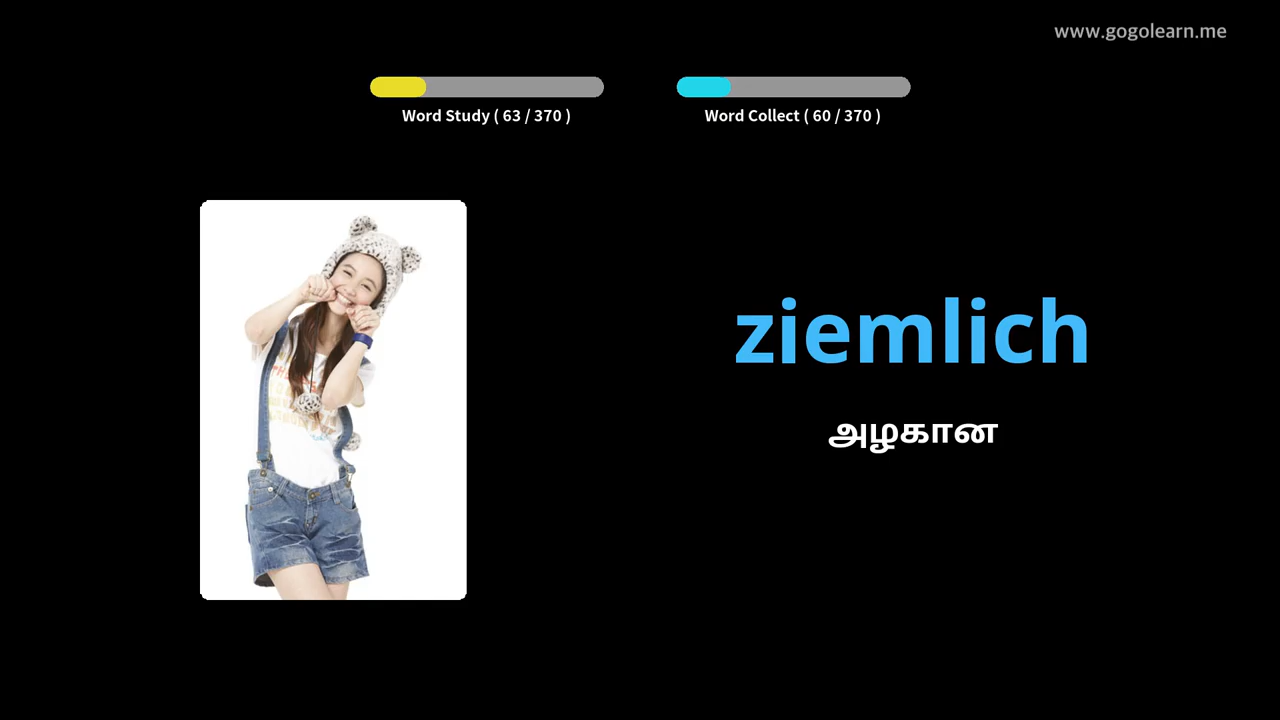 www.gogolearn.me
Word Study ( 63 / 370 )
Word Collect ( 60 / 370 )
ziemlich
அழகான